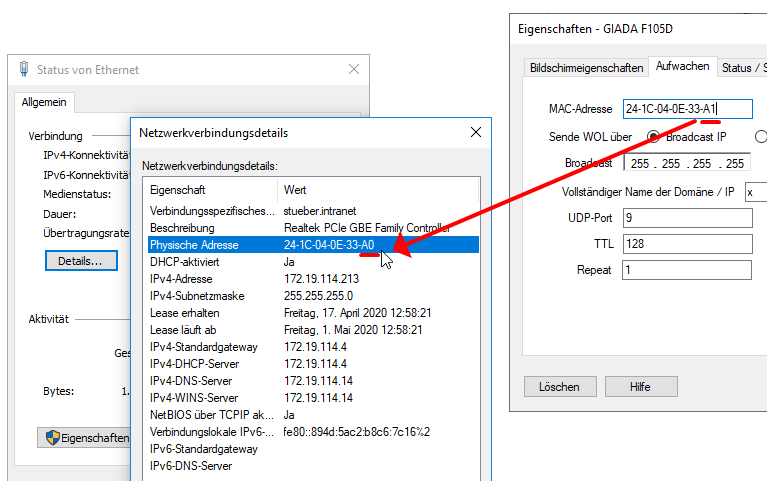 Status von Ethernet
Allgemein
Verbindung
IPv4-Konnektivität
IPv6-Konnektivität
Medienstatus:
Dauer:
Übertragungsrate
Details...
Aktivität
Ges
Bytes: 1.
Eigenschaften
Netzwerkverbindungsdetails
Netzwerkverbindungsdetails:
Eigenschaft Wert
Verbindungsspezifisches... stueber.intranet
Beschreibung Realtek PCIe GBE Family Controller
Physische Adresse 24-1C-04-0E-33-A0
DHCP-aktiviert Ja
IPv4-Adresse 172.19.114.213
IPv4-Subnetzmaske 255.255.255.0
Lease erhalten Freitag, 17. April 2020 12:58:21
Lease läuft ab Freitag, 1. Mai 2020 12:58:21
IPv4-Standardgateway 172.19.114.4
IPv4-DHCP-Server 172.19.114.4
IPv4-DNS-Server 172.19.114.14
IPv4-WINS-Server 172.19.114.14
NetBIOS über TCPIP ak... Ja
Verbindungslokale IPv6-... fe80::894d:5ac2:b8c6:7c16%2
IPv6-Standardgateway
IPv6-DNS-Server
Eigenschaften - GIADA F105D
Bildschirmeigenschaften Aufwachen Status / S
MAC-Adresse 24-1C-04-0E-33-A1
Sende WOL über Broadcast IP
Broadcast 255 . 255 . 255 . 255
Vollständiger Name der Domäne / IP x
UDP-Port 9
TTL 128
Repeat 1
Löschen Hilfe